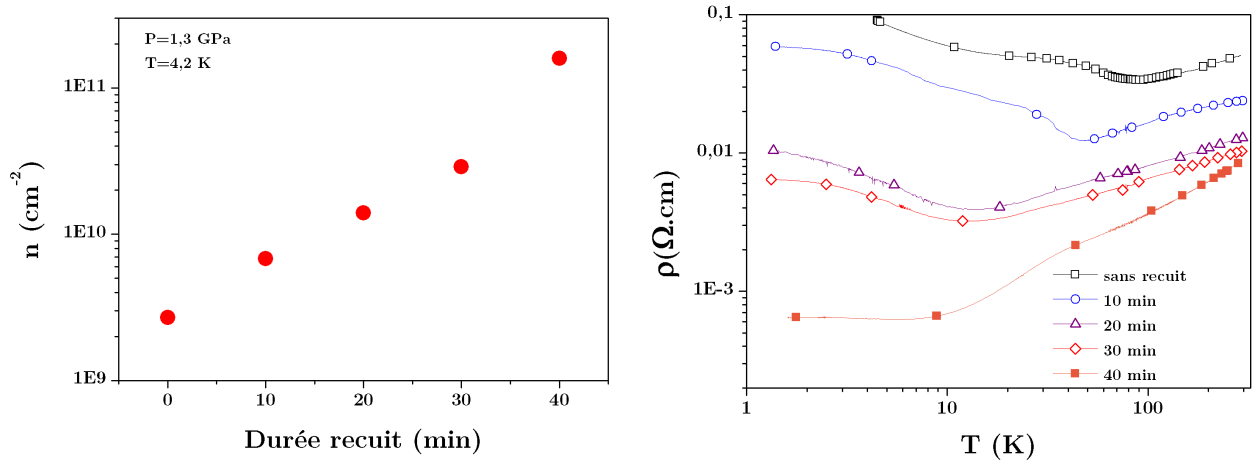 P=1,3 GPa
T=4,2 K
1E11
1E10
1E9
n (cm-2)
0 10 20 30 40
Durée recuit (min)
0,1
0,01
1E-3
ρ(Ω.cm)
sans recuit
10 min
20 min
30 min
40 min
1 10 100
T (K)